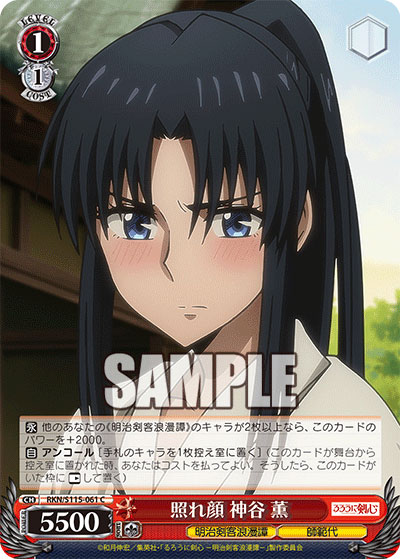 LEVEL
1
1
COST
SAMPLE
永 他のあなたの《明治剣客浪漫譚》のキャラが2枚以上なら、このカードの
パワーを+2000。
自 アンコール [手札のキャラを1枚控え室に置く] (このカードが舞台から
控え室に置かれた時、あなたはコストを払ってよい。そうしたら、このカードが
いた枠に レスト して置く)
CH RKN/S115-061 C
5500
照れ顔 神谷 薫
るろうに剣心
明治剣客浪漫譚 師範代
©和月伸宏/集英社・「るろうに剣心 -明治剣客浪漫譚-」製作委員会